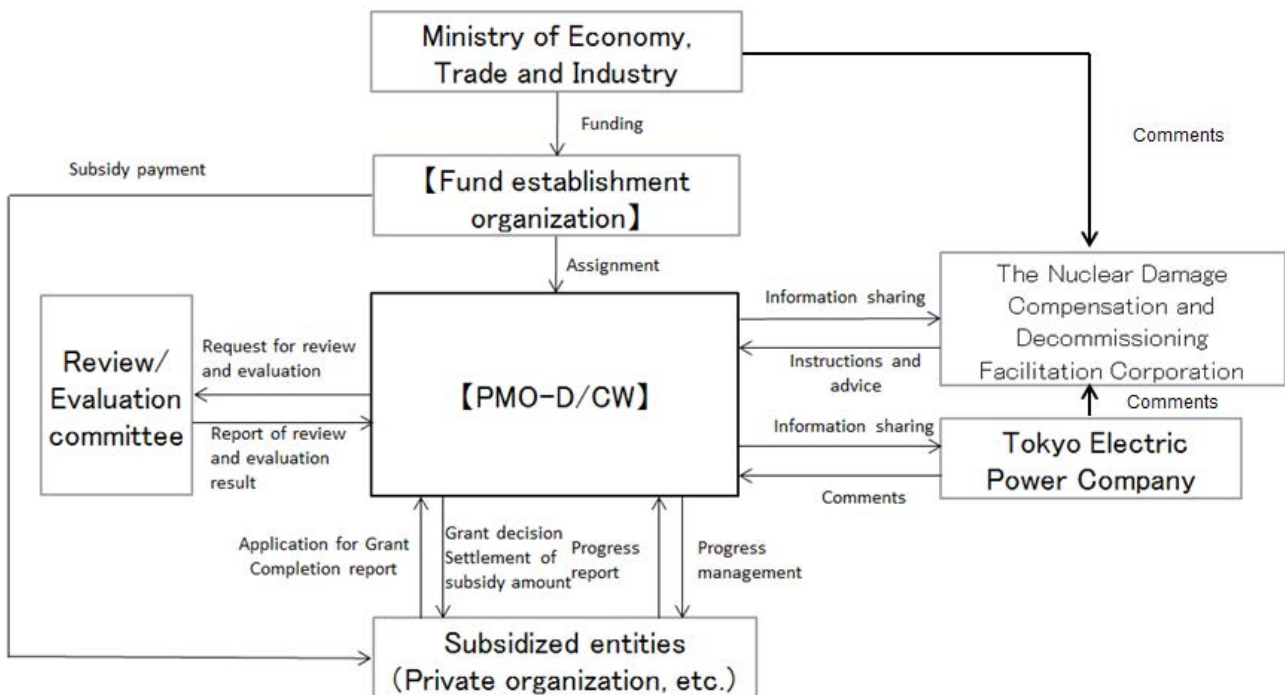 Ministry of Economy,
Trade and Industry
Funding
Comments
Subsidy payment
【Fund establishment
organization】
Assignment
The Nuclear Damage
Compensation and
Decommissioning
Facilitation Corporation
Information sharing
Instructions and
advice
Review/
Evaluation
committee
Request for review
and evaluation
Report of review
and evaluation
result
【PMO-D/CW】
Comments
Information sharing
Tokyo Electric
Power Company
Comments
Application for Grant
Completion report
Grant decision
Settlement of
subsidy amount
Progress
report
Progress
management
Subsidized entities
(Private organization, etc.)